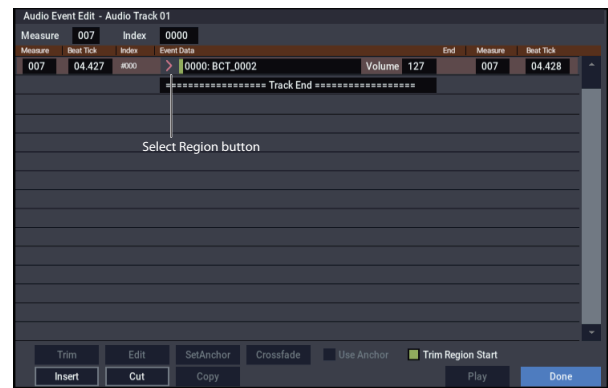 Audio Event Edit - Audio Track 01
Measure 007 Index 0000
Measure Beat Tick Index Event Data End Measure Beat Tick
007 04.427 #000 0000: BCT_0002 Volume 127 007 04.428
================== Track End ==================
Select Region button
Trim Edit SetAnchor Crossfade Use Anchor Trim Region Start
Insert Cut Copy Play Done